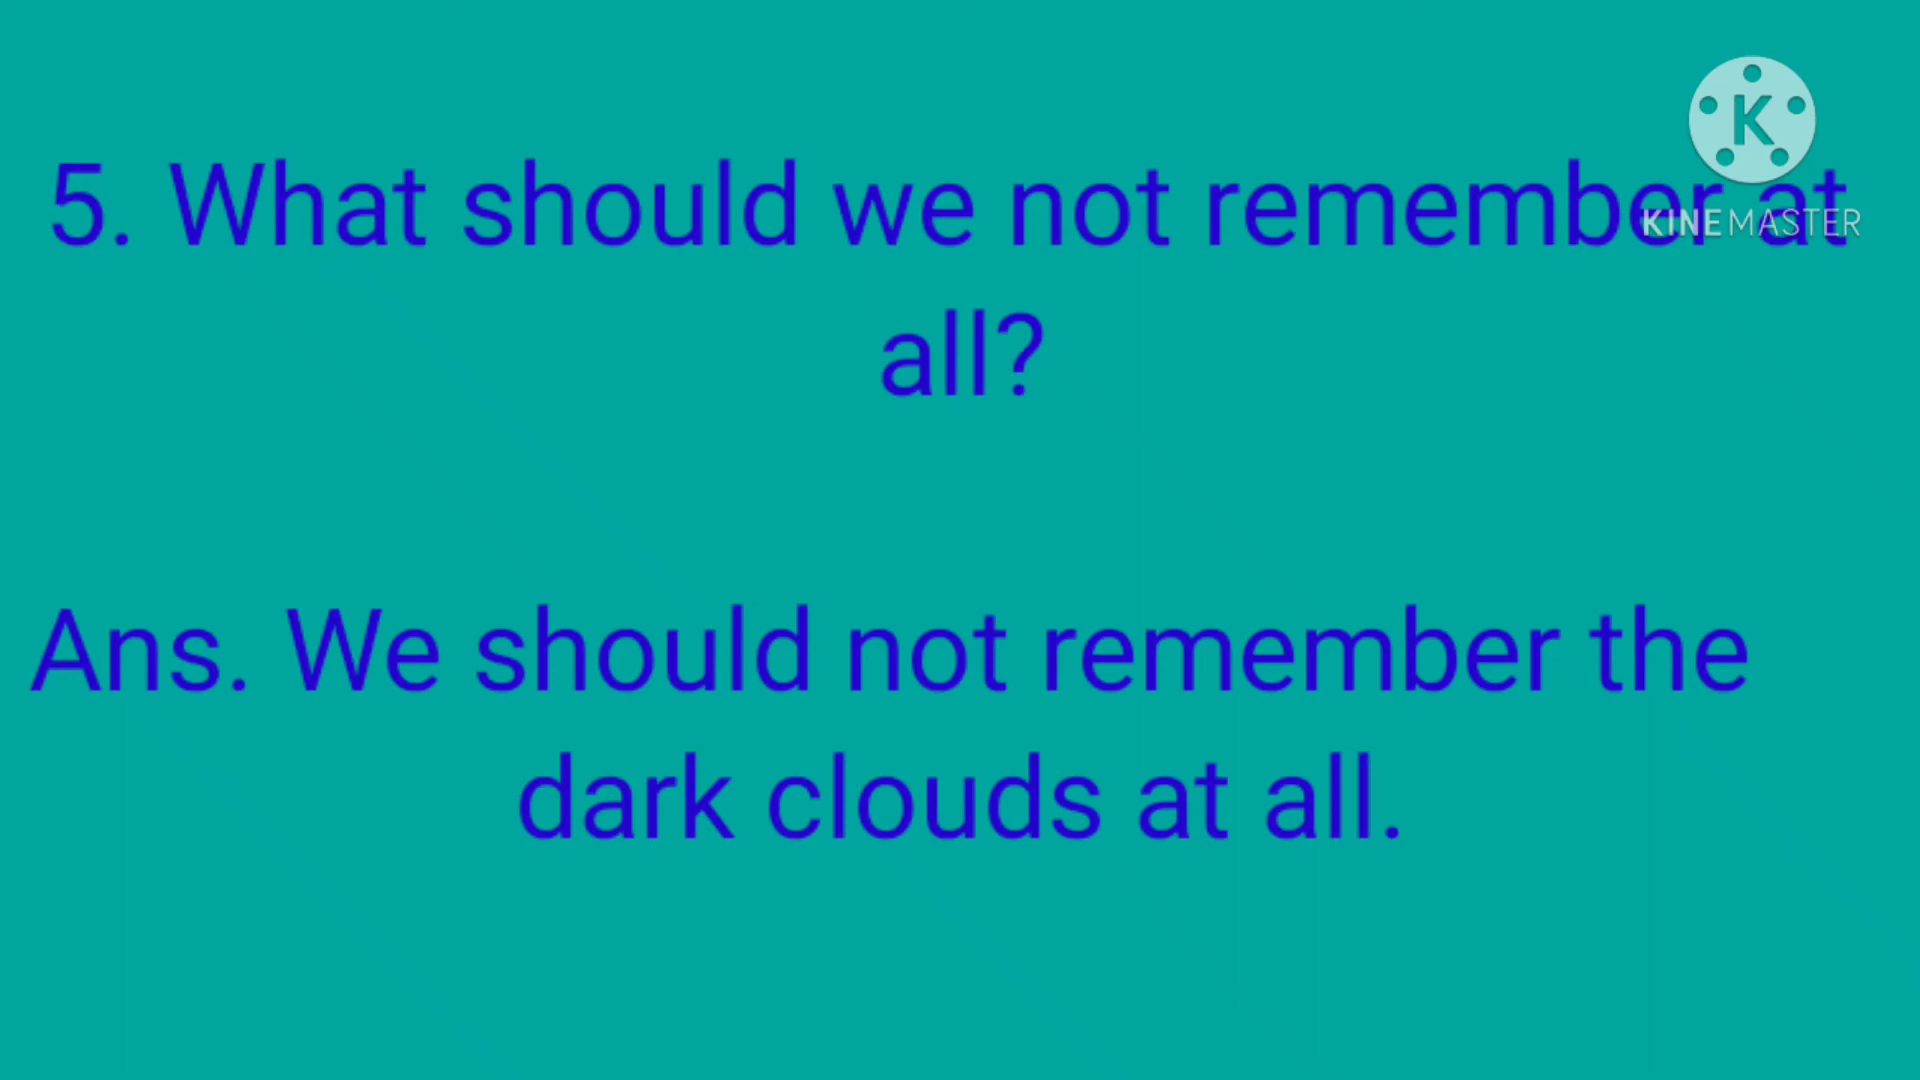 K
5. What should we not remember at
KINEMASTER
all?
Ans. We should not remember the
dark clouds at all.